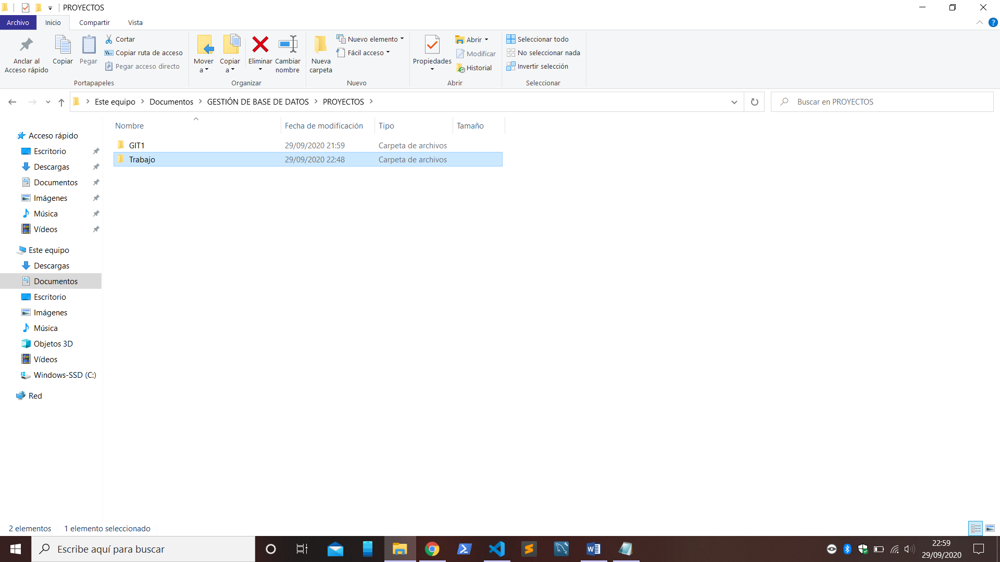 PROYECTOS
Archivo Inicio Compartir Vista
Anclar al Acceso rápido
Copiar
Pegar
Cortar
Copiar ruta de acceso
Pegar acceso directo
Portapapeles
Mover a
Copiar a
Eliminar
Cambiar nombre
Organizar
Nueva carpeta
Nuevo elemento
Fácil acceso
Nuevo
Propiedades
Abrir
Modificar
Historial
Abrir
Seleccionar todo
No seleccionar nada
Invertir selección
Seleccionar
Este equipo > Documentos > GESTIÓN DE BASE DE DATOS > PROYECTOS >
Buscar en PROYECTOS
Nombre Fecha de modificación Tipo Tamaño
GIT1 29/09/2020 21:59 Carpeta de archivos
Trabajo 29/09/2020 22:48 Carpeta de archivos
Acceso rápido
Escritorio
Descargas
Documentos
Imágenes
Música
Vídeos
Este equipo
Descargas
Documentos
Escritorio
Imágenes
Música
Objetos 3D
Vídeos
Windows-SSD (C:)
Red
2 elementos 1 elemento seleccionado
Escribe aquí para buscar
22:59
29/09/2020